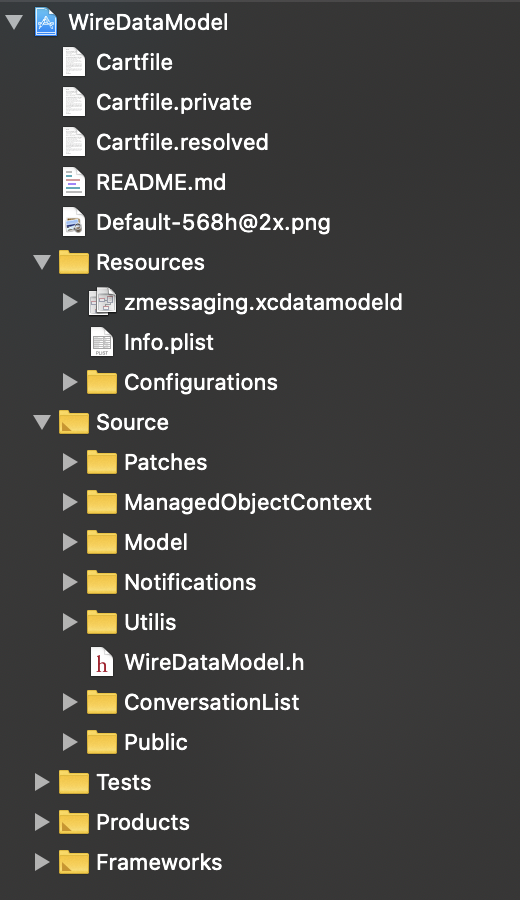 WireDataModel
Cartfile
Cartfile.private
Cartfile.resolved
README.md
Default-568h@2x.png
Resources
zmessaging.xcdatamodeld
PLIST
Info.plist
Configurations
Source
Patches
ManagedObjectContext
Model
Notifications
Utilis
h
WireDataModel.h
ConversationList
Public
Tests
Products
Frameworks